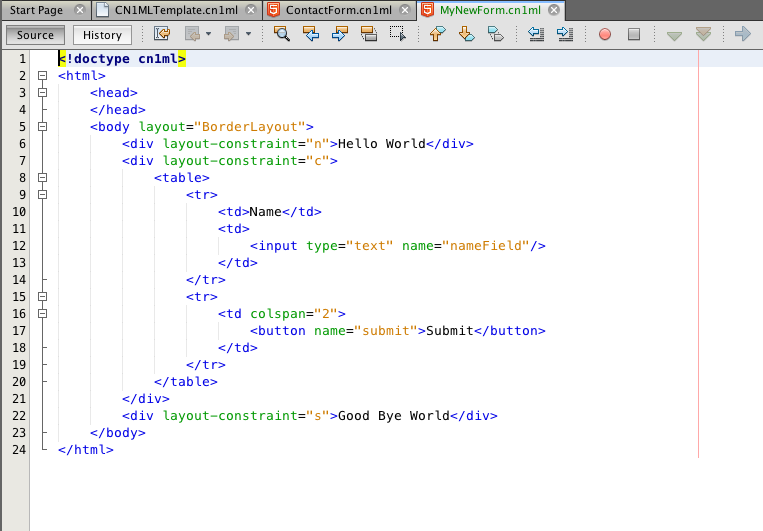 Start Page CN1MLTemplate.cn1ml ContactForm.cn1ml MyNewForm.cn1ml
Source History
1 <!doctype cn1ml>
2 <html>
3 <head>
4 </head>
5 <body layout="BorderLayout">
6 <div layout-constraint="n">Hello World</div>
7 <div layout-constraint="c">
8 <table>
9 <tr>
10 <td>Name</td>
11 <td>
12 <input type="text" name="nameField"/>
13 </td>
14 </tr>
15 <tr>
16 <td colspan="2">
17 <button name="submit">Submit</button>
18 </td>
19 </tr>
20 </table>
21 </div>
22 <div layout-constraint="s">Good Bye World</div>
23 </body>
24 </html>